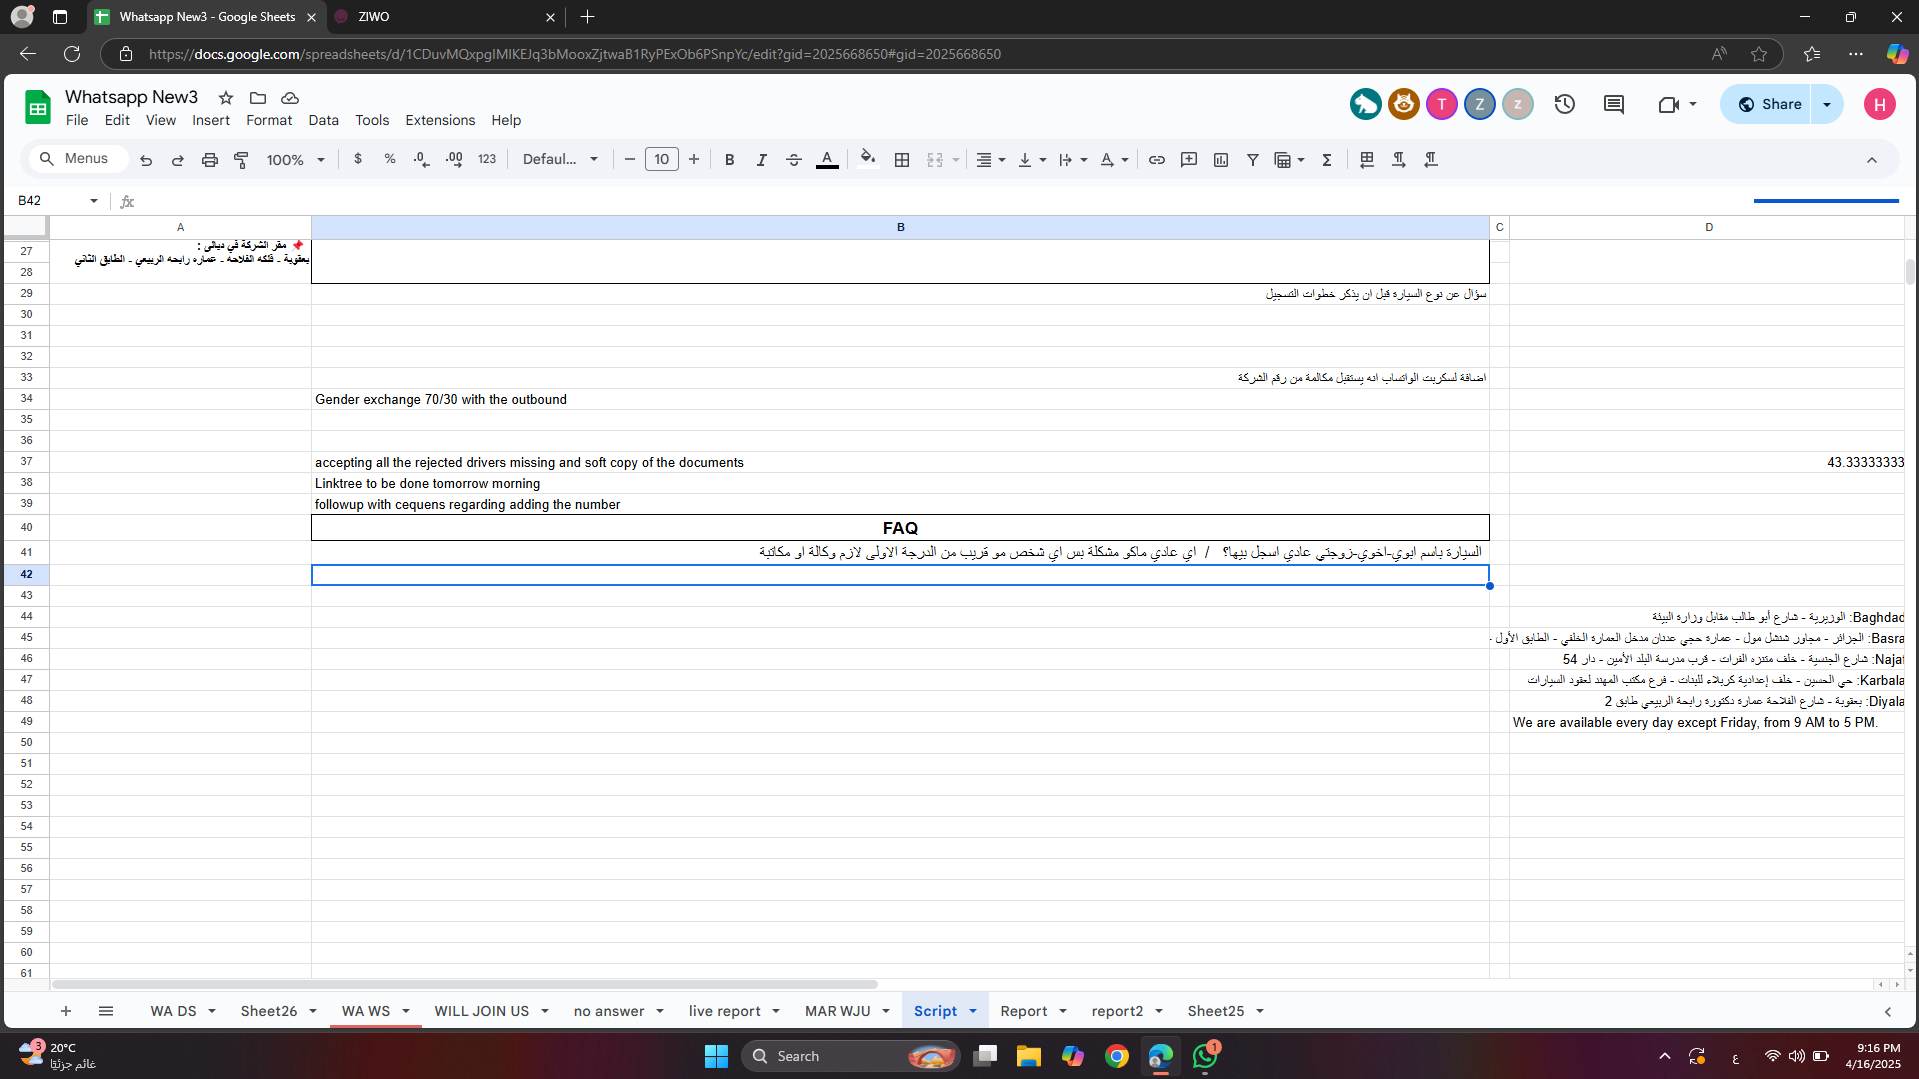 Whatsapp New3 - Google Sheets
ZIWO
https://docs.google.com/spreadsheets/d/1CDuvMQxpgIMIKEJq3bMooxZjtwaB1RyPExOb6PSnpYc/edit?gid=2025668650#gid=2025668650
Whatsapp New3
T Z z Share H
File Edit View Insert Format Data Tools Extensions Help
Menus 100% $ % .0 .00 123 Defaul... 10 B I A Σ
B42 fx
A B C D
27 📌 مقر الشركة في ديالى :
28 بعقوبة - فلكه الفلاحه - عماره رابحه الربيعي - الطابق الثاني
29 سؤال عن نوع السيارة قبل ان يذكر خطوات التسجيل
30
31
32
33 اضافة لسكربت الواتساب انه يستقبل مكالمة من رقم الشركة
34 Gender exchange 70/30 with the outbound
35
36
37 accepting all the rejected drivers missing and soft copy of the documents 43.33333333
38 Linktree to be done tomorrow morning
39 followup with cequens regarding adding the number
40 FAQ
41 السيارة باسم ابوي-اخوي-زوجتي عادي اسجل بيها؟ / اي عادي ماكو مشكلة بس اي شخص مو قريب من الدرجة الاولى لازم وكالة او مكاتبة
42
43
44 Baghdad: الوزيرية - شارع أبو طالب مقابل وزاره البيئة
45 Basra: الجزائر - مجاور شنشل مول - عمارة حجي عدنان مدخل العمارة الخلفي - الطابق الأول -
46 Najaf: شارع الجنسية - خلف متنزه الفرات - قرب مدرسة البلد الأمين - دار 54
47 Karbala: حي الحسين - خلف إعدادية كربلاء للبنات - فرع مكتب المهند لعقود السيارات
48 Diyala: بعقوبة - شارع الفلاحة عمارة دكتورة رابحة الربيعي طابق 2
49 We are available every day except Friday, from 9 AM to 5 PM.
50
51
52
53
54
55
56
57
58
59
60
61
WA DS Sheet26 WA WS WILL JOIN US no answer live report MAR WJU Script Report report2 Sheet25
3 20°C
غائم جزئيًا
Search
1
ع
9:16 PM
4/16/2025